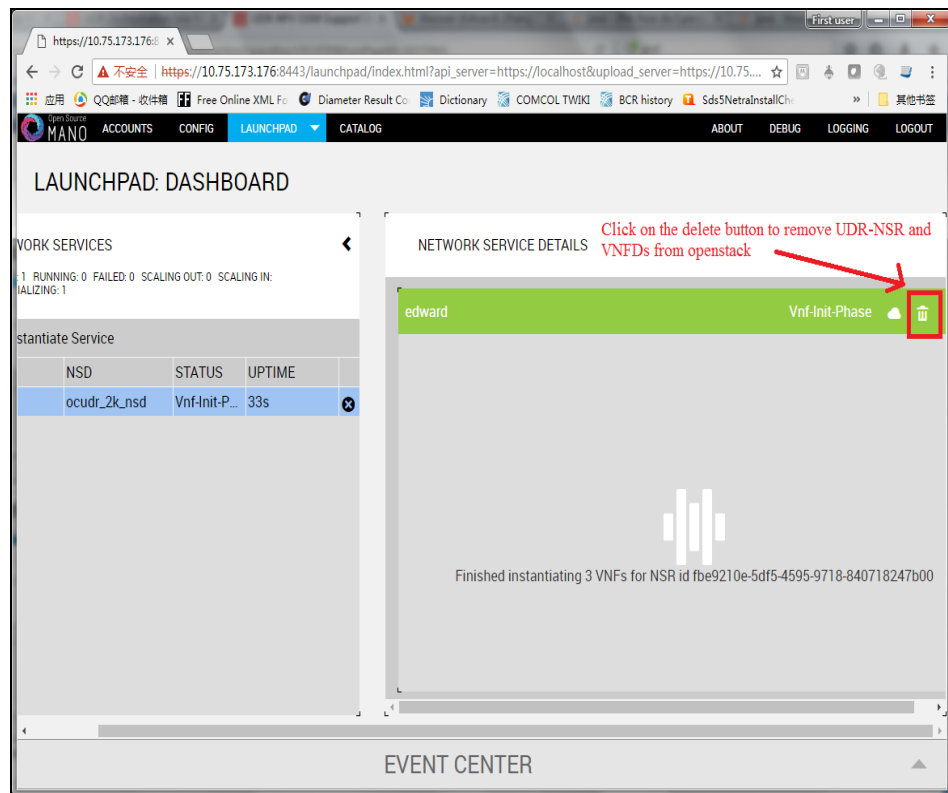 First user
https://10.75.173.176:8
不安全 https://10.75.173.176:8443/launchpad/index.html?api_server=https://localhost&upload_server=https://10.75....
应用 QQ邮箱 - 收件箱 Free Online XML Fo Diameter Result Co Dictionary COMCOL TWIKI BCR history Sds5NetraInstallCh » 其他书签
Open Source
MANO ACCOUNTS CONFIG LAUNCHPAD CATALOG ABOUT DEBUG LOGGING LOGOUT
LAUNCHPAD: DASHBOARD
WORK SERVICES
: 1 RUNNING: 0 FAILED: 0 SCALING OUT: 0 SCALING IN:
IALIZING: 1
stantiate Service
NSD STATUS UPTIME
ocudr_2k_nsd Vnf-Init-P... 33s
NETWORK SERVICE DETAILS
Click on the delete button to remove UDR-NSR and
VNFDs from openstack
edward Vnf-Init-Phase
Finished instantiating 3 VNFs for NSR id fbe9210e-5df5-4595-9718-840718247b00
EVENT CENTER